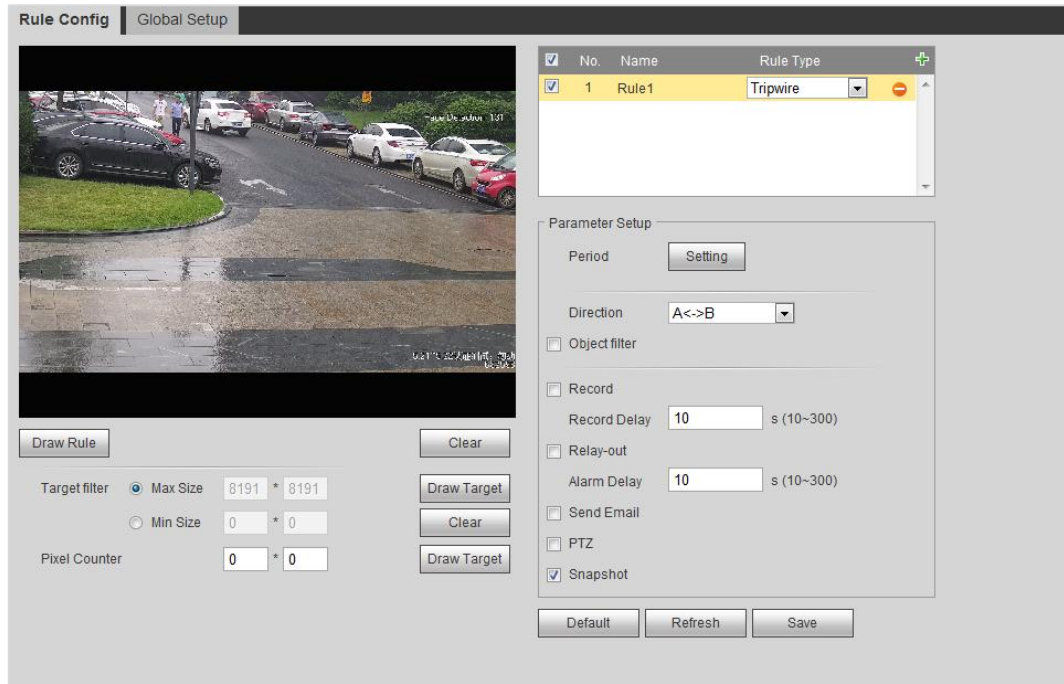 Rule Config Global Setup
No. Name Rule Type
1 Rule1 Tripwire
Face Detection 131
Parameter Setup
Period Setting
Direction A<->B
Object filter
Record
Record Delay 10 s (10~300)
Relay-out
Alarm Delay 10 s (10~300)
Send Email
PTZ
Snapshot
Default Refresh Save
Draw Rule Clear
Target filter Max Size 8191 * 8191 Draw Target
Min Size 0 * 0 Clear
Pixel Counter 0 * 0 Draw Target